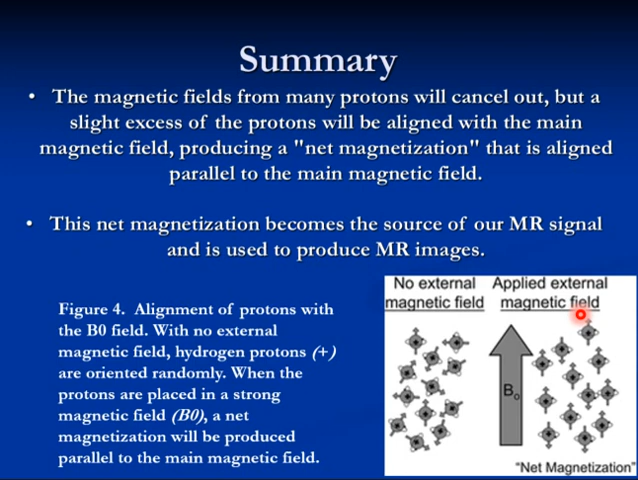 Summary
• The magnetic fields from many protons will cancel out, but a
slight excess of the protons will be aligned with the main
magnetic field, producing a "net magnetization" that is aligned
parallel to the main magnetic field.
• This net magnetization becomes the source of our MR signal
and is used to produce MR images.
Figure 4. Alignment of protons with
the B0 field. With no external
magnetic field, hydrogen protons (+)
are oriented randomly. When the
protons are placed in a strong
magnetic field (B0), a net
magnetization will be produced
parallel to the main magnetic field.
No external
magnetic field
Applied external
magnetic field
Bo
"Net Magnetization"